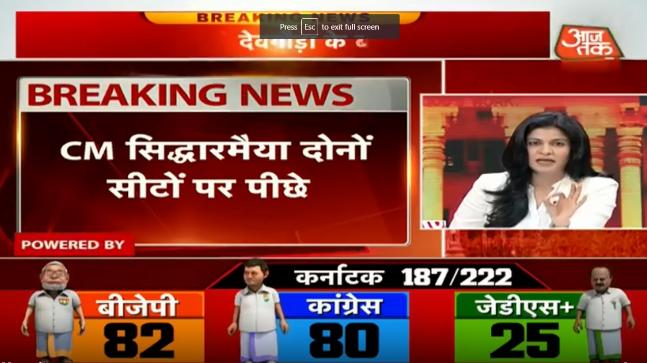 BREAKING NEWS
Press Esc to exit full screen
देवगौड़ा के
आज
तक
BREAKING NEWS
CM सिद्धारमैया दोनों
सीटों पर पीछे
POWERED BY
कर्नाटक 187/222
बीजेपी
82
कांग्रेस
80
जेडीएस+
25